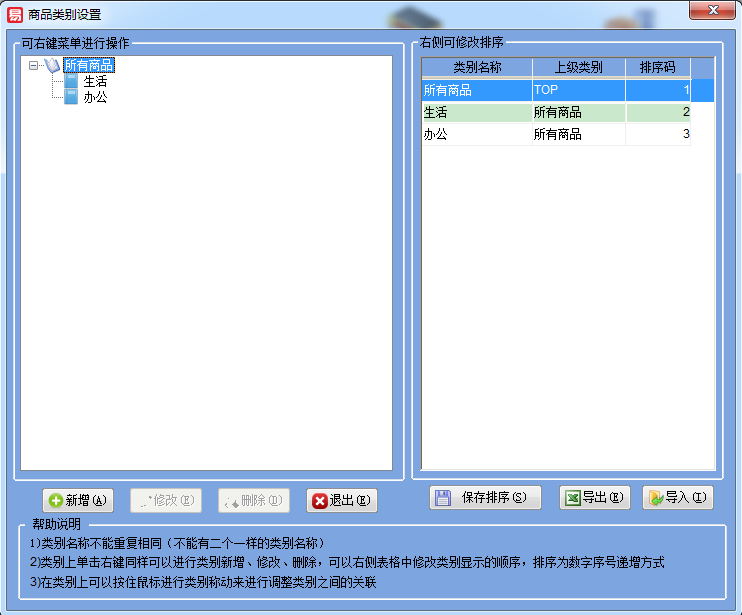 易 商品类别设置
可右键菜单进行操作
所有商品
生活
办公
右侧可修改排序
类别名称 上级类别 排序码
所有商品 TOP 1
生活 所有商品 2
办公 所有商品 3
新增(A) 修改(E) 删除(D) 退出(E)
保存排序(S) 导出(E) 导入(I)
帮助说明
1)类别名称不能重复相同(不能有二个一样的类别名称)
2)类别上单击右键同样可以进行类别新增、修改、删除,可以右侧表格中修改类别显示的顺序,排序为数字序号递增方式
3)在类别上可以按住鼠标进行类别称动来进行调整类别之间的关联